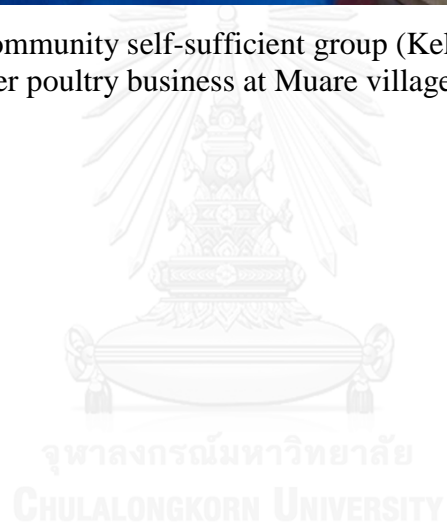 ommunity self-sufficient group (Kel
er poultry business at Muare village
จุฬาลงกรณ์มหาวิทยาลัย
CHULALONGKORN UNIVERSITY